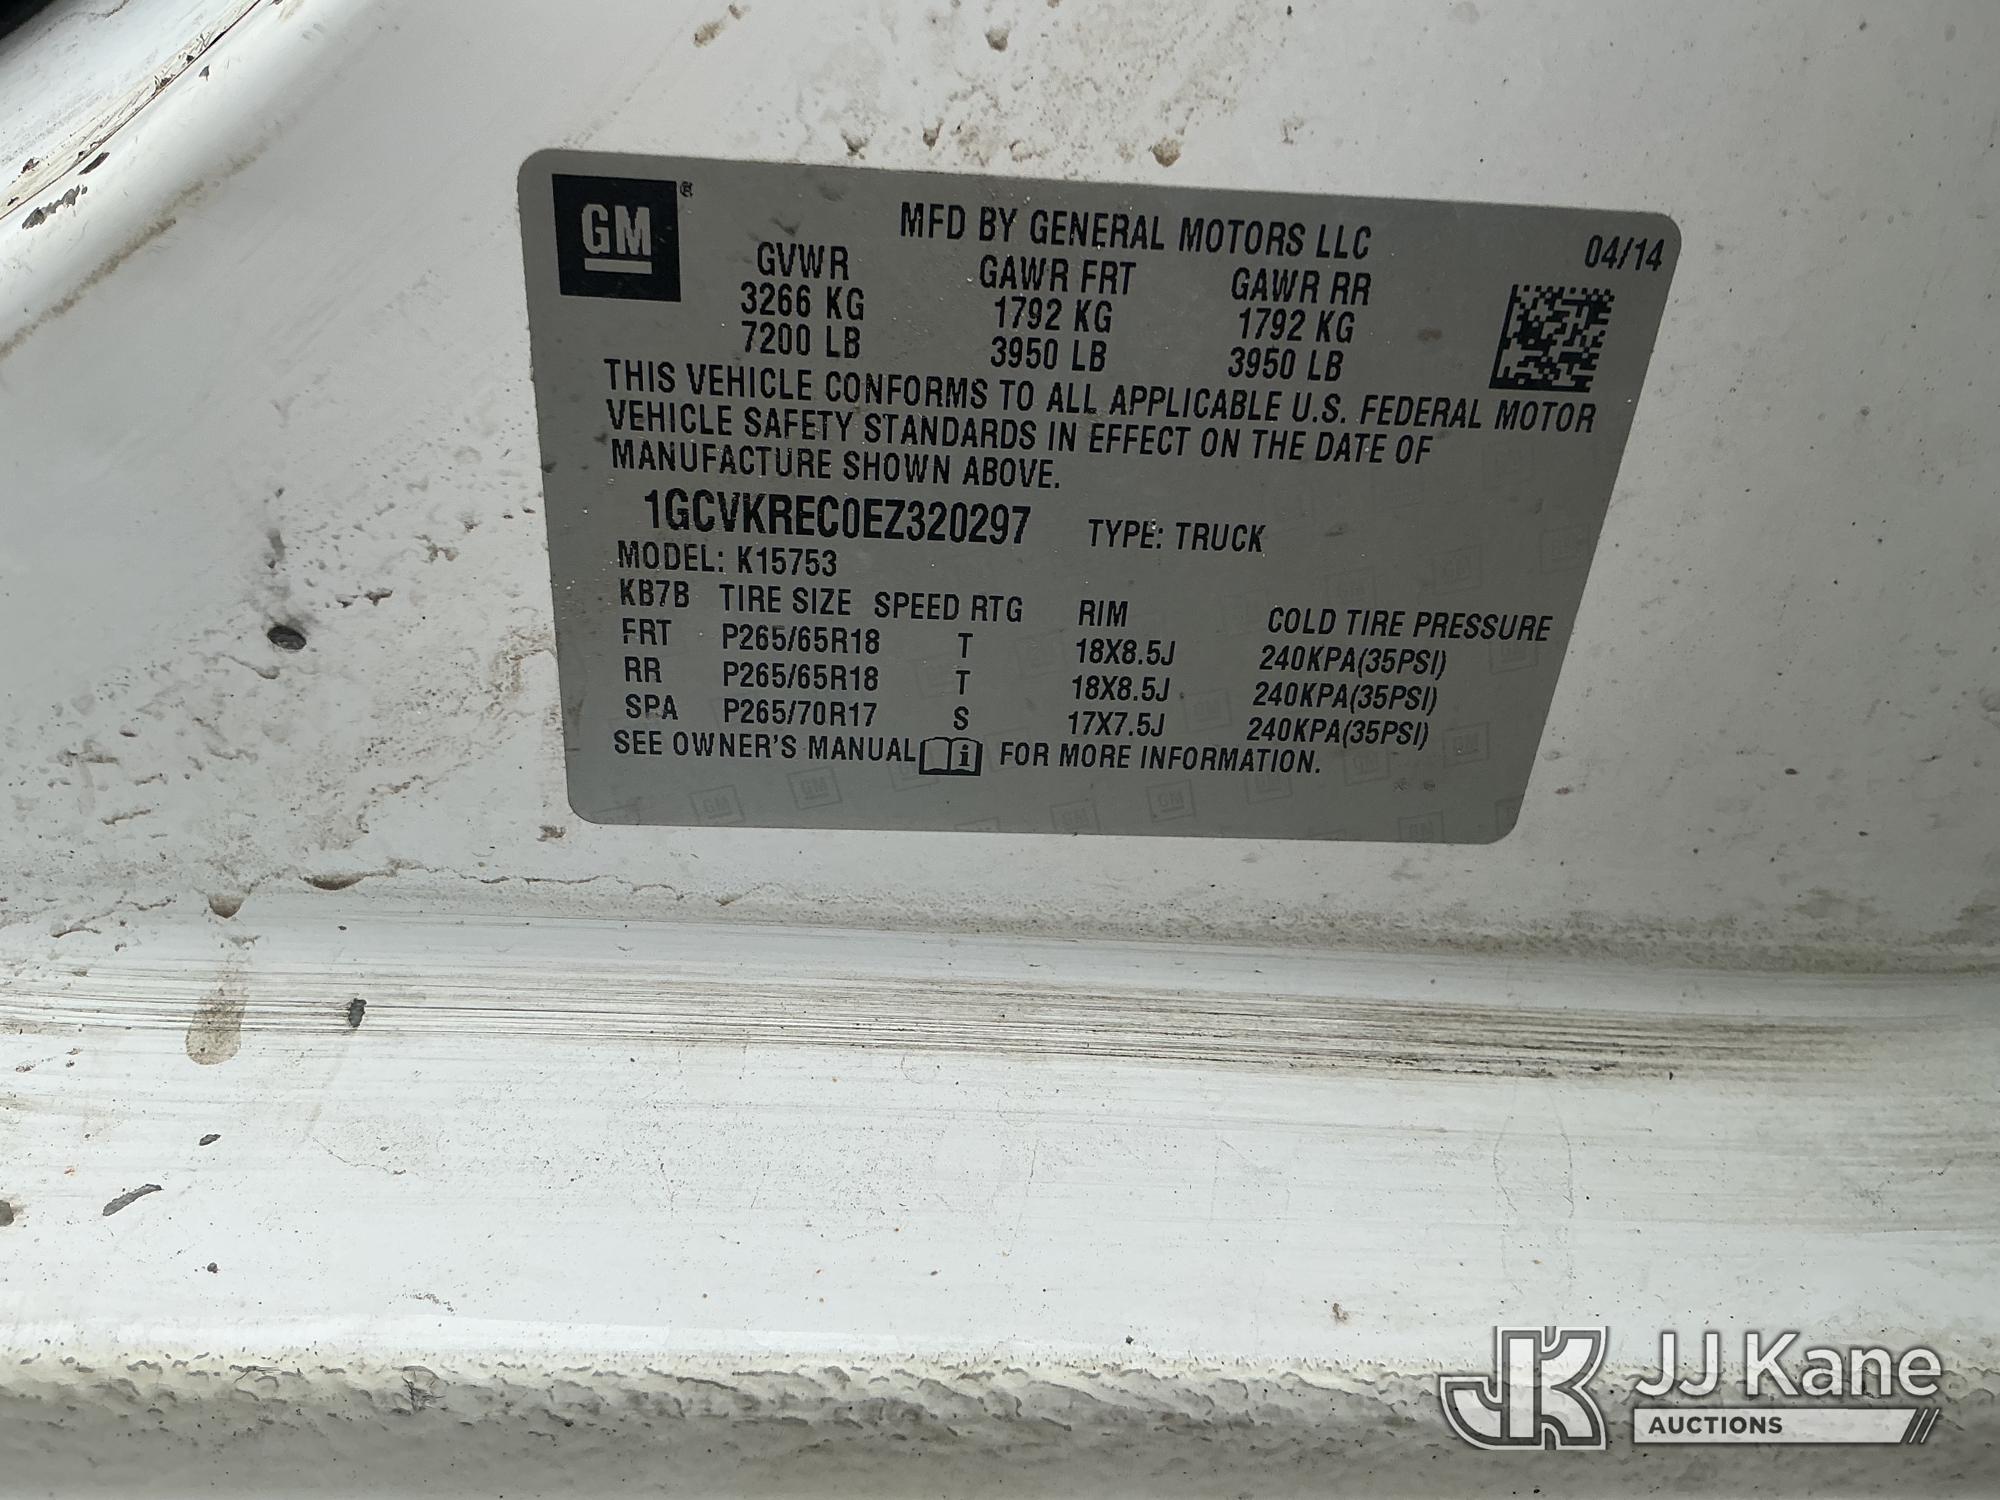 GM ®
MFD BY GENERAL MOTORS LLC 04/14
GVWR GAWR FRT GAWR RR
3266 KG 1792 KG 1792 KG
7200 LB 3950 LB 3950 LB
THIS VEHICLE CONFORMS TO ALL APPLICABLE U.S. FEDERAL MOTOR
VEHICLE SAFETY STANDARDS IN EFFECT ON THE DATE OF
MANUFACTURE SHOWN ABOVE.
1GCVKREC0EZ320297 TYPE: TRUCK
MODEL: K15753
KB7B TIRE SIZE SPEED RTG RIM COLD TIRE PRESSURE
FRT P265/65R18 T 18X8.5J 240KPA(35PSI)
RR P265/65R18 T 18X8.5J 240KPA(35PSI)
SPA P265/70R17 S 17X7.5J 240KPA(35PSI)
SEE OWNER'S MANUAL i FOR MORE INFORMATION.
JK JJ Kane
AUCTIONS